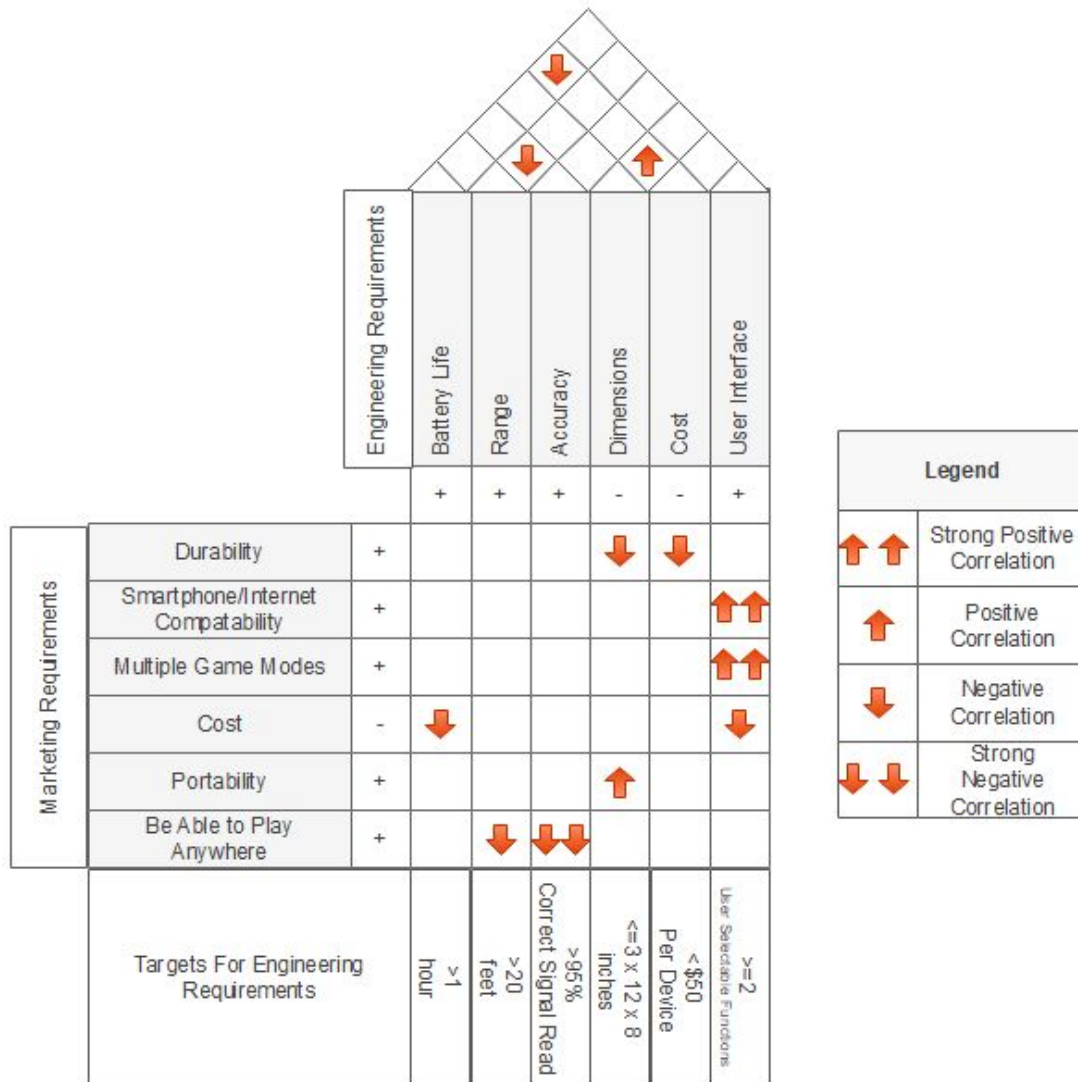 Engineering Requirements
Battery Life
Range
Accuracy
Dimensions
Cost
User Interface
+
+
+
-
-
+
Marketing Requirements
Durability
+
Smartphone/Internet
Compatability
+
Multiple Game Modes
+
Cost
-
Portability
+
Be Able to Play
Anywhere
+
Targets For Engineering
Requirements
>1
hour
>20
feet
>95%
Correct Signal Read
<=3 x 12 x 8
inches
< $50
Per Device
>=2
User Selectable Functions
Legend
Strong Positive
Correlation
Positive
Correlation
Negative
Correlation
Strong
Negative
Correlation